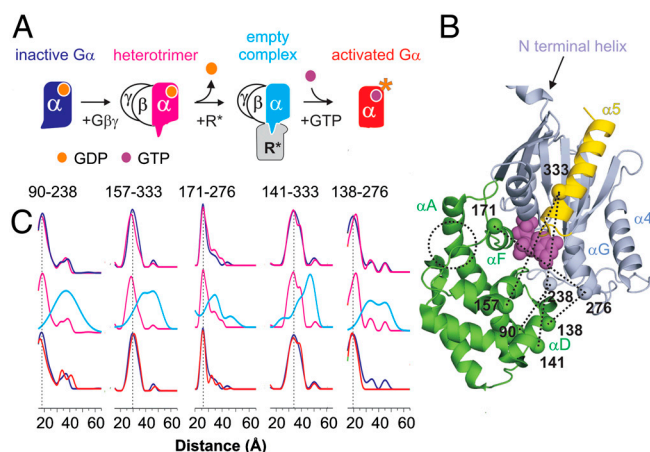 A
inactive Gα heterotrimer empty complex activated Gα
α γ β α γ β α α
+Gβγ +R* R* +GTP
GDP GTP
B
N terminal helix
α5
333
αA
171
α4
αF
αG
157
238
276
90
138
αD
141
C
90-238 157-333 171-276 141-333 138-276
20 40 60 20 40 60 20 40 60 20 40 60 20 40 60
Distance (Å)